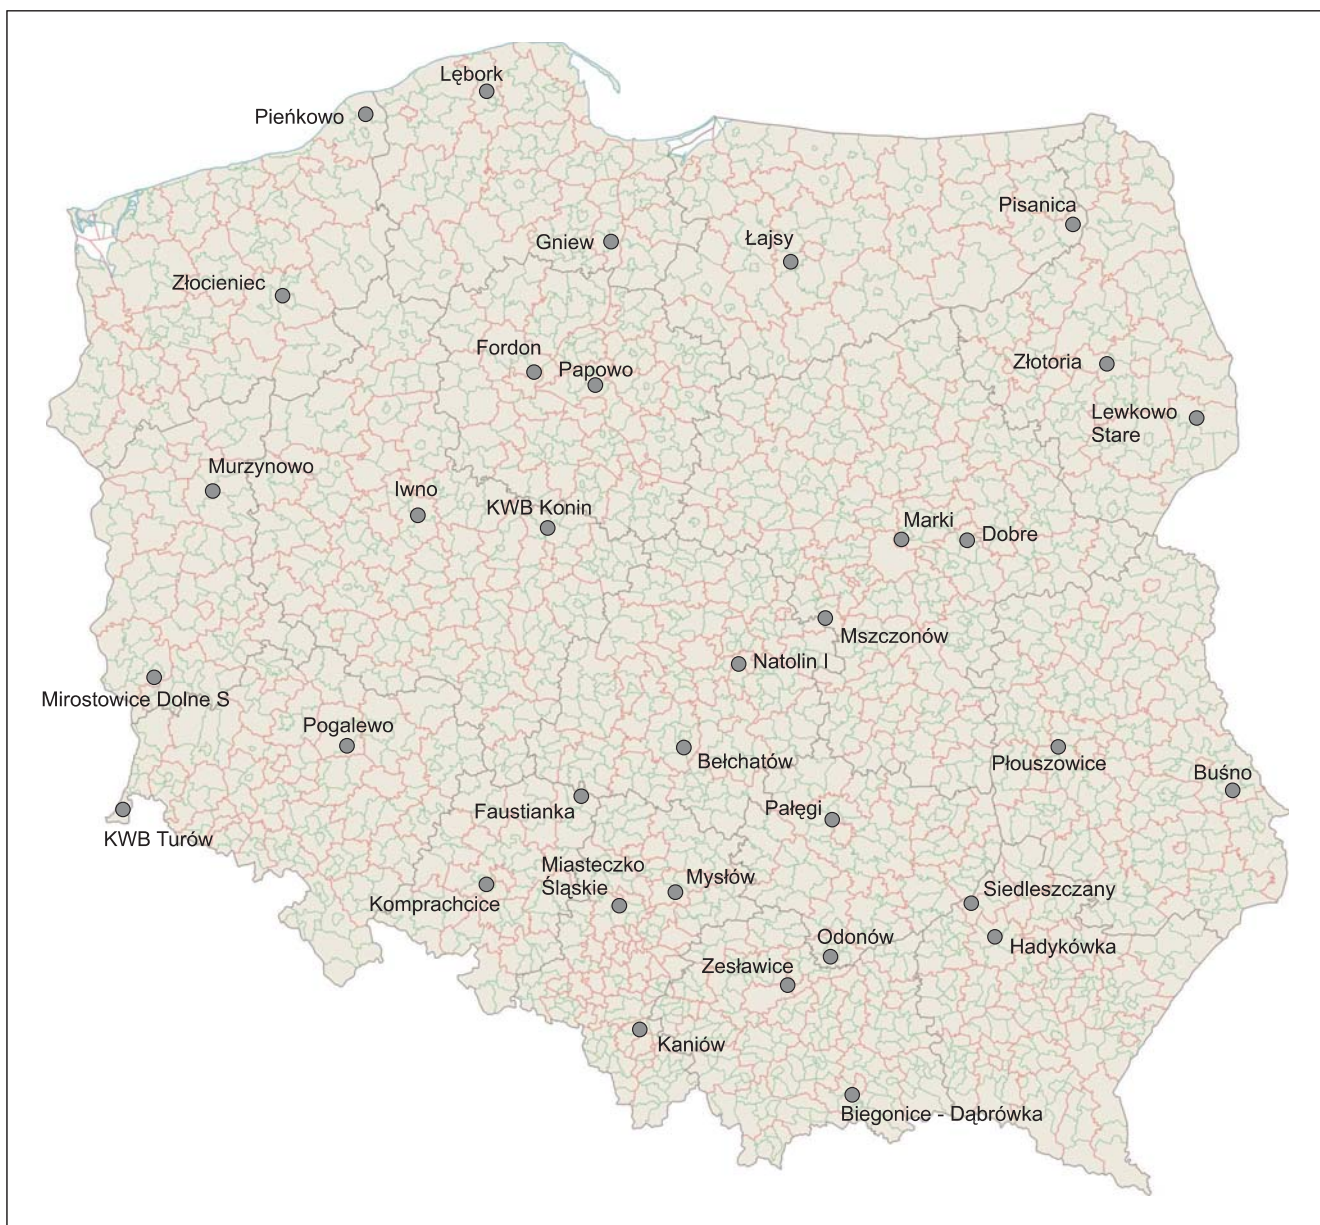 Lębork
Pieńkowo
Pisanica
Gniew
Łajsy
Złocieniec
Fordon
Papowo
Złotoria
Lewkowo
Stare
Murzynowo
Iwno
KWB Konin
Marki
Dobre
Mszczonów
Natolin I
Mirostowice Dolne S
Pogalewo
Bełchatów
Płouszowice
Buśno
Faustianka
Pałęgi
KWB Turów
Miasteczko
Śląskie
Mysłów
Siedleszczany
Komprachcice
Odonów
Hadykówka
Zesławice
Kaniów
Biegonice - Dąbrówka